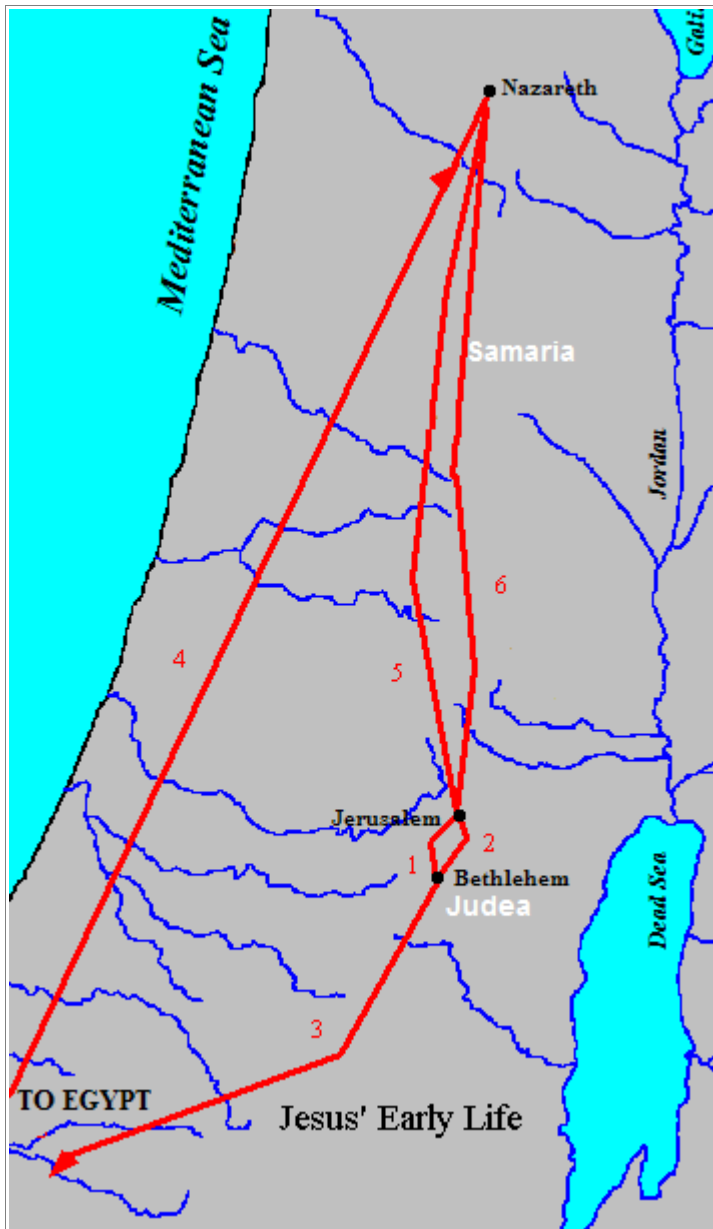 Gali
Nazareth
Mediterranean Sea
Samaria
Jordan
6
4
5
Jerusalem
2
1
Bethlehem
Judea
Dead Sea
3
TO EGYPT
Jesus' Early Life